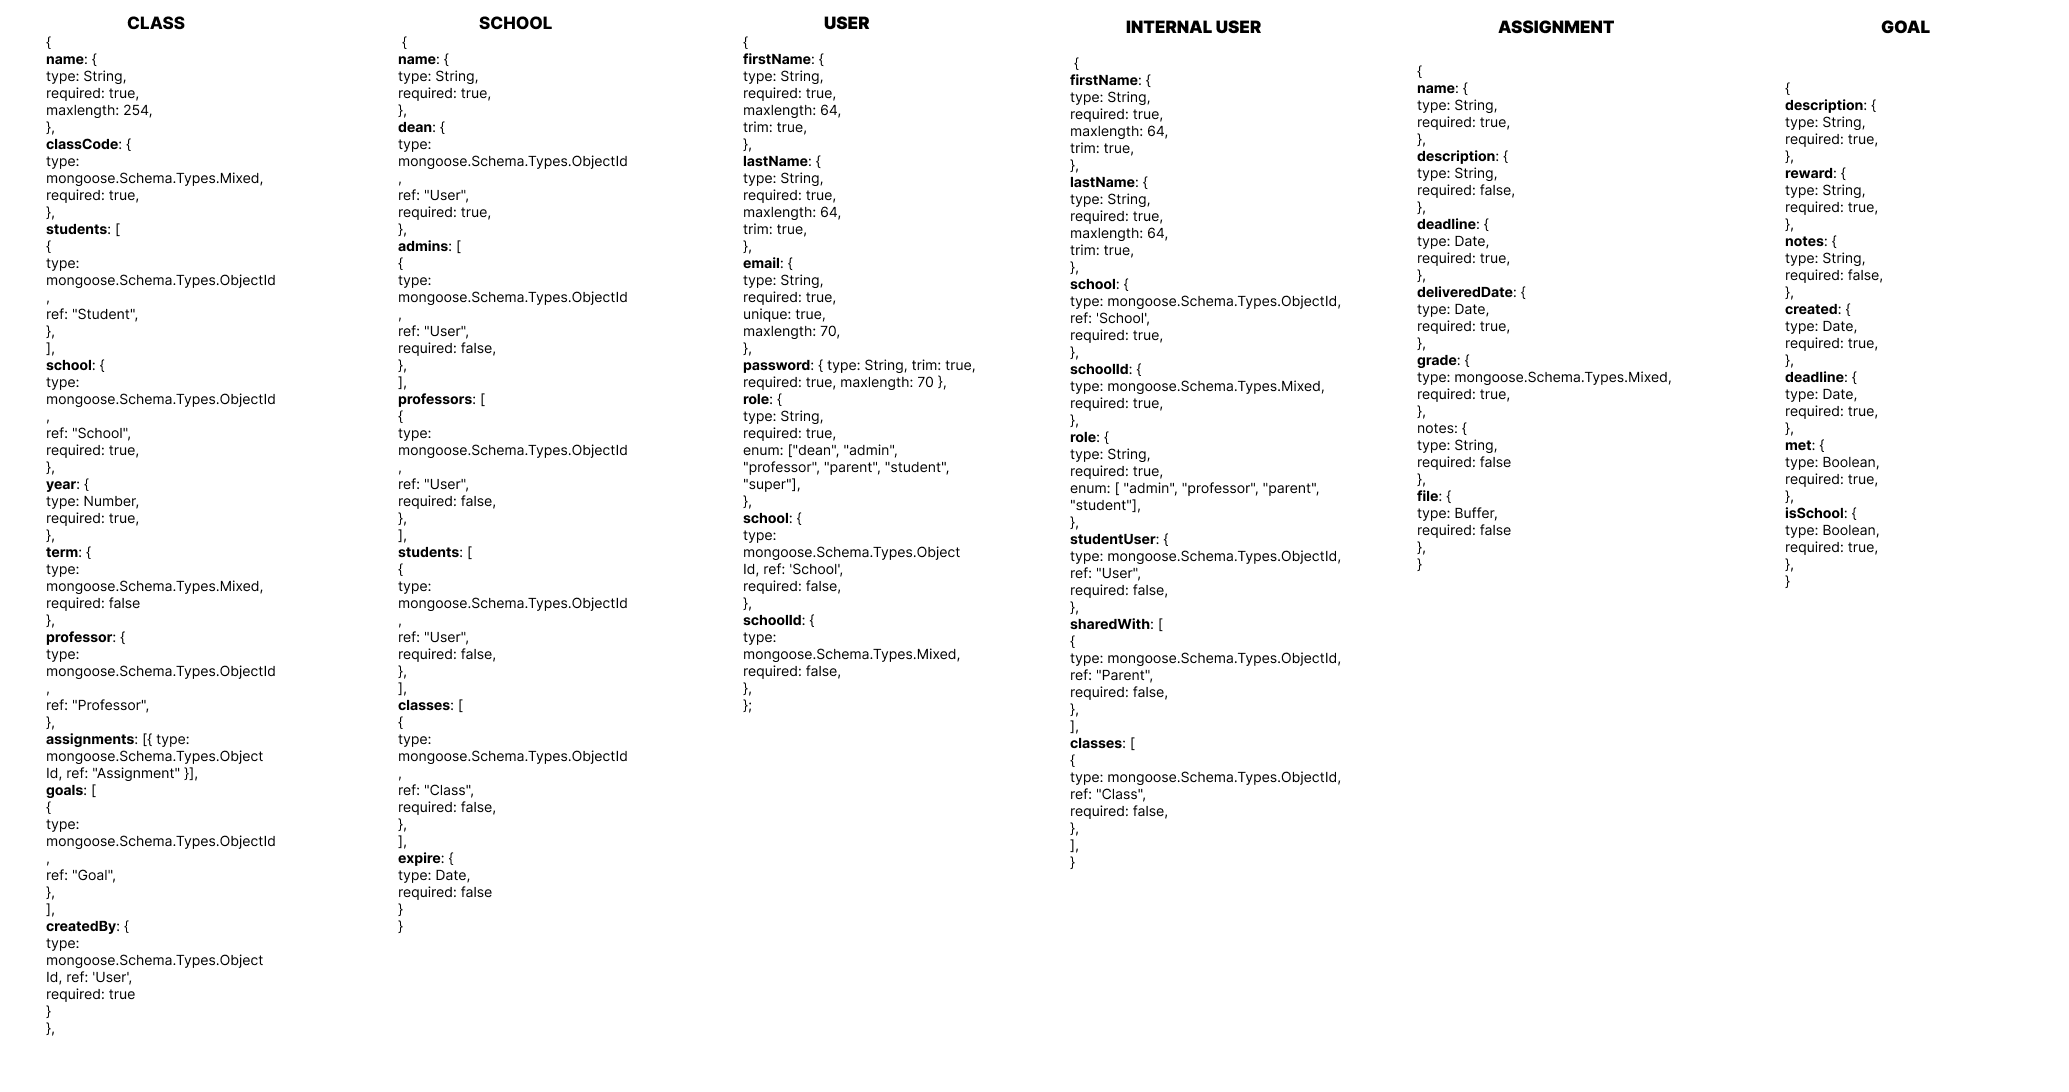 CLASS
{
name: {
type: String,
required: true,
maxlength: 254,
},
classCode: {
type:
mongoose.Schema.Types.Mixed,
required: true,
},
students: [
{
type:
mongoose.Schema.Types.ObjectId
,
ref: "Student",
},
],
school: {
type:
mongoose.Schema.Types.ObjectId
,
ref: "School",
required: true,
},
year: {
type: Number,
required: true,
},
term: {
type:
mongoose.Schema.Types.Mixed,
required: false
},
professor: {
type:
mongoose.Schema.Types.ObjectId
,
ref: "Professor",
},
assignments: [{ type:
mongoose.Schema.Types.Object
Id, ref: "Assignment" }],
goals: [
{
type:
mongoose.Schema.Types.ObjectId
,
ref: "Goal",
},
],
createdBy: {
type:
mongoose.Schema.Types.Object
Id, ref: 'User',
required: true
}
},
SCHOOL
{
name: {
type: String,
required: true,
},
dean: {
type:
mongoose.Schema.Types.ObjectId
,
ref: "User",
required: true,
},
admins: [
{
type:
mongoose.Schema.Types.ObjectId
,
ref: "User",
required: false,
},
],
professors: [
{
type:
mongoose.Schema.Types.ObjectId
,
ref: "User",
required: false,
},
],
students: [
{
type:
mongoose.Schema.Types.ObjectId
,
ref: "User",
required: false,
},
],
classes: [
{
type:
mongoose.Schema.Types.ObjectId
,
ref: "Class",
required: false,
},
],
expire: {
type: Date,
required: false
}
}
USER
{
firstName: {
type: String,
required: true,
maxlength: 64,
trim: true,
},
lastName: {
type: String,
required: true,
maxlength: 64,
trim: true,
},
email: {
type: String,
required: true,
unique: true,
maxlength: 70,
},
password: { type: String, trim: true,
required: true, maxlength: 70 },
role: {
type: String,
required: true,
enum: ["dean", "admin",
"professor", "parent", "student",
"super"],
},
school: {
type:
mongoose.Schema.Types.Object
Id, ref: 'School',
required: false,
},
schoolId: {
type:
mongoose.Schema.Types.Mixed,
required: false,
},
};
INTERNAL USER
{
firstName: {
type: String,
required: true,
maxlength: 64,
trim: true,
},
lastName: {
type: String,
required: true,
maxlength: 64,
trim: true,
},
school: {
type: mongoose.Schema.Types.ObjectId,
ref: 'School',
required: true,
},
schoolId: {
type: mongoose.Schema.Types.Mixed,
required: true,
},
role: {
type: String,
required: true,
enum: [ "admin", "professor", "parent",
"student"],
},
studentUser: {
type: mongoose.Schema.Types.ObjectId,
ref: "User",
required: false,
},
sharedWith: [
{
type: mongoose.Schema.Types.ObjectId,
ref: "Parent",
required: false,
},
],
classes: [
{
type: mongoose.Schema.Types.ObjectId,
ref: "Class",
required: false,
},
],
}
ASSIGNMENT
{
name: {
type: String,
required: true,
},
description: {
type: String,
required: false,
},
deadline: {
type: Date,
required: true,
},
deliveredDate: {
type: Date,
required: true,
},
grade: {
type: mongoose.Schema.Types.Mixed,
required: true,
},
notes: {
type: String,
required: false
},
file: {
type: Buffer,
required: false
},
}
GOAL
{
description: {
type: String,
required: true,
},
reward: {
type: String,
required: true,
},
notes: {
type: String,
required: false,
},
created: {
type: Date,
required: true,
},
deadline: {
type: Date,
required: true,
},
met: {
type: Boolean,
required: true,
},
isSchool: {
type: Boolean,
required: true,
},
}